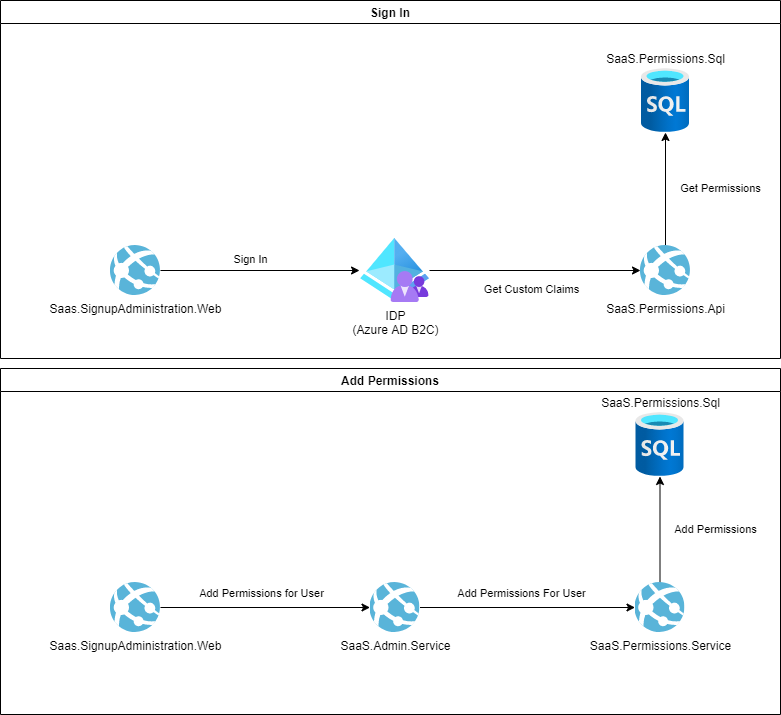 Sign In
SaaS.Permissions.Sql
SQL
Get Permissions
Sign In
Get Custom Claims
Saas.SignupAdministration.Web
IDP
(Azure AD B2C)
SaaS.Permissions.Api
Add Permissions
SaaS.Permissions.Sql
SQL
Add Permissions
Add Permissions for User
Add Permissions For User
Saas.SignupAdministration.Web
SaaS.Admin.Service
SaaS.Permissions.Service